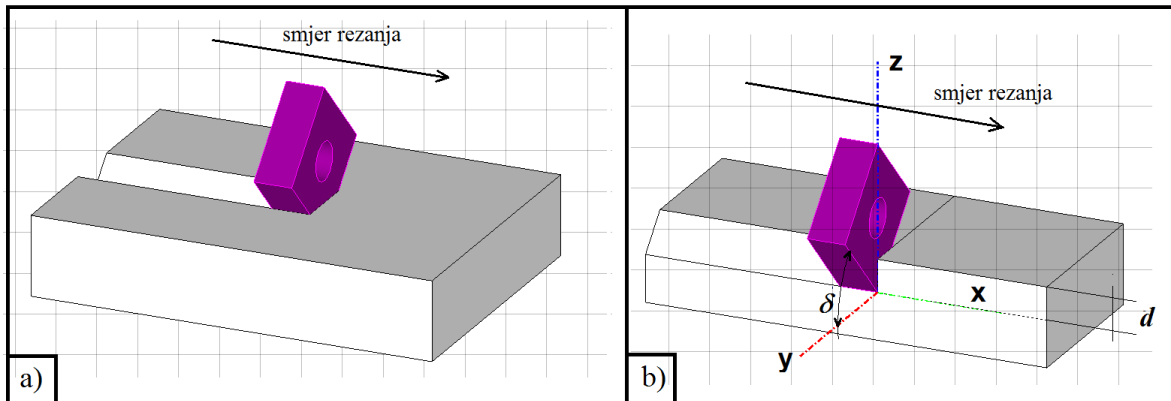 smjer rezanja
a)
z
smjer rezanja
x
δ
d
y
b)